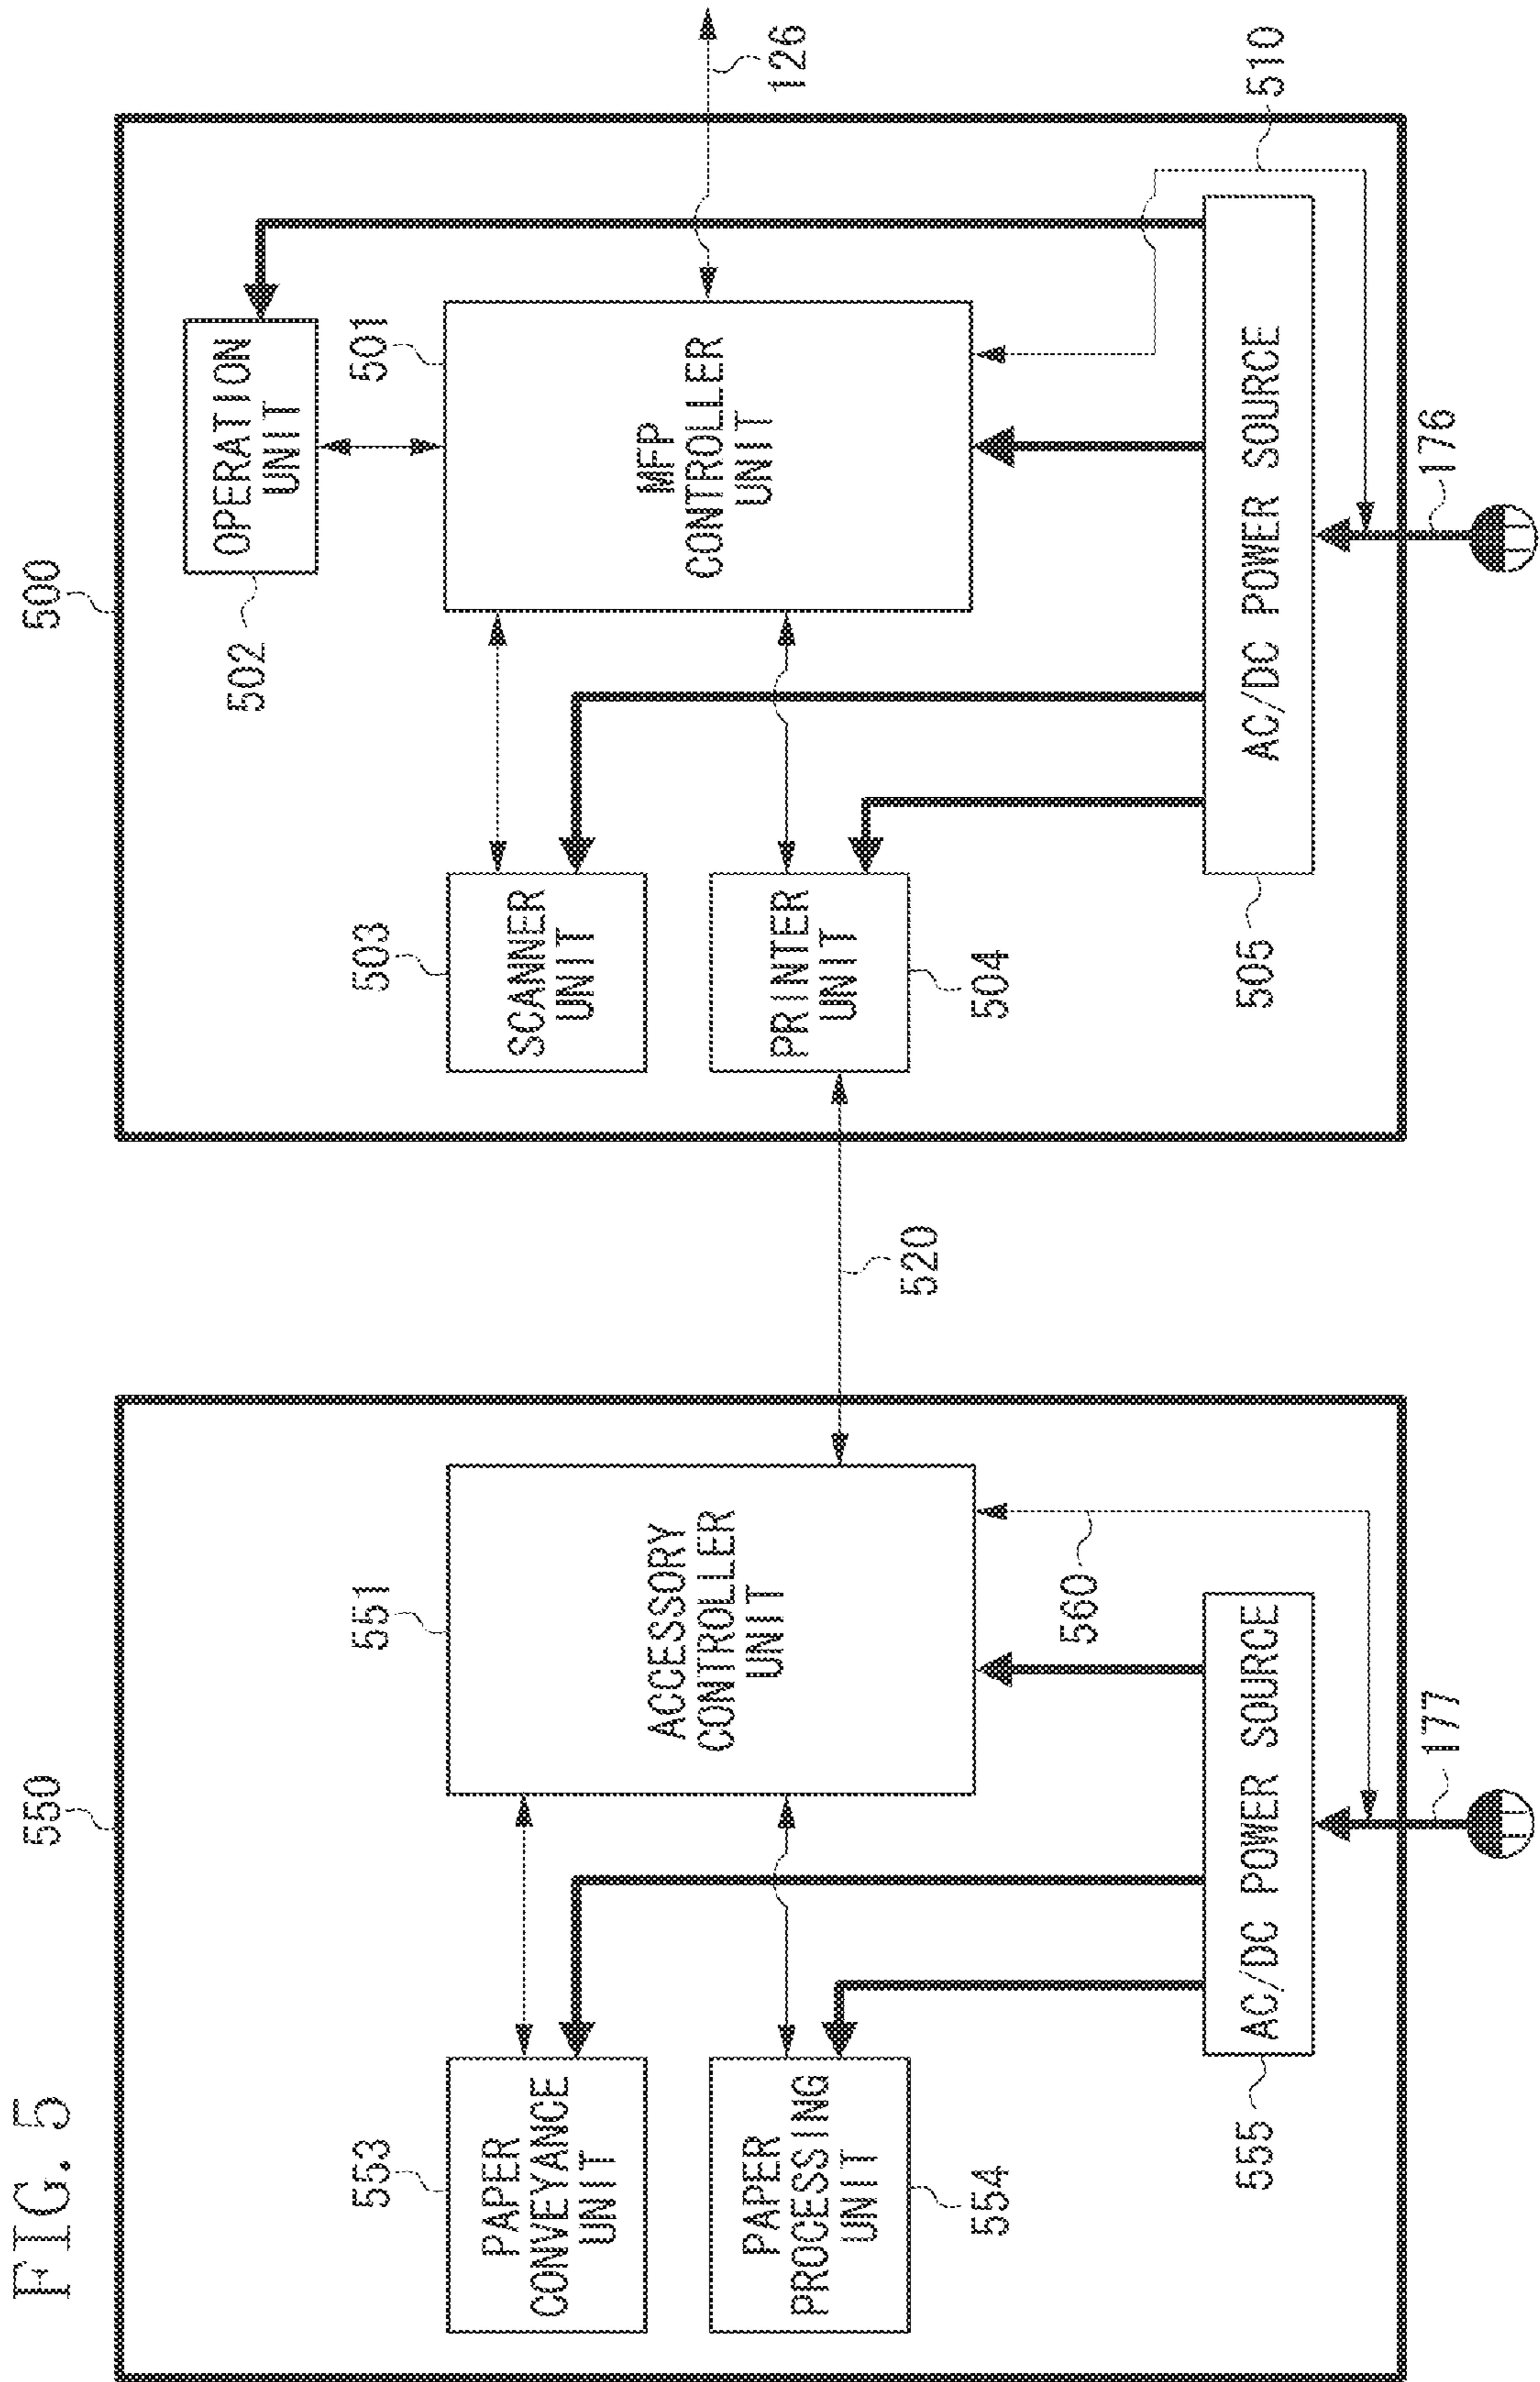 FIG. 5
550
500
553
PAPER
CONVEYANCE
UNIT
551
ACCESSORY
CONTROLLER
UNIT
503
SCANNER
UNIT
502
OPERATION
UNIT
501
MFP
CONTROLLER
UNIT
126
554
PAPER
PROCESSING
UNIT
520
504
PRINTER
UNIT
560
510
555
AC/DC POWER SOURCE
505
AC/DC POWER SOURCE
177
176